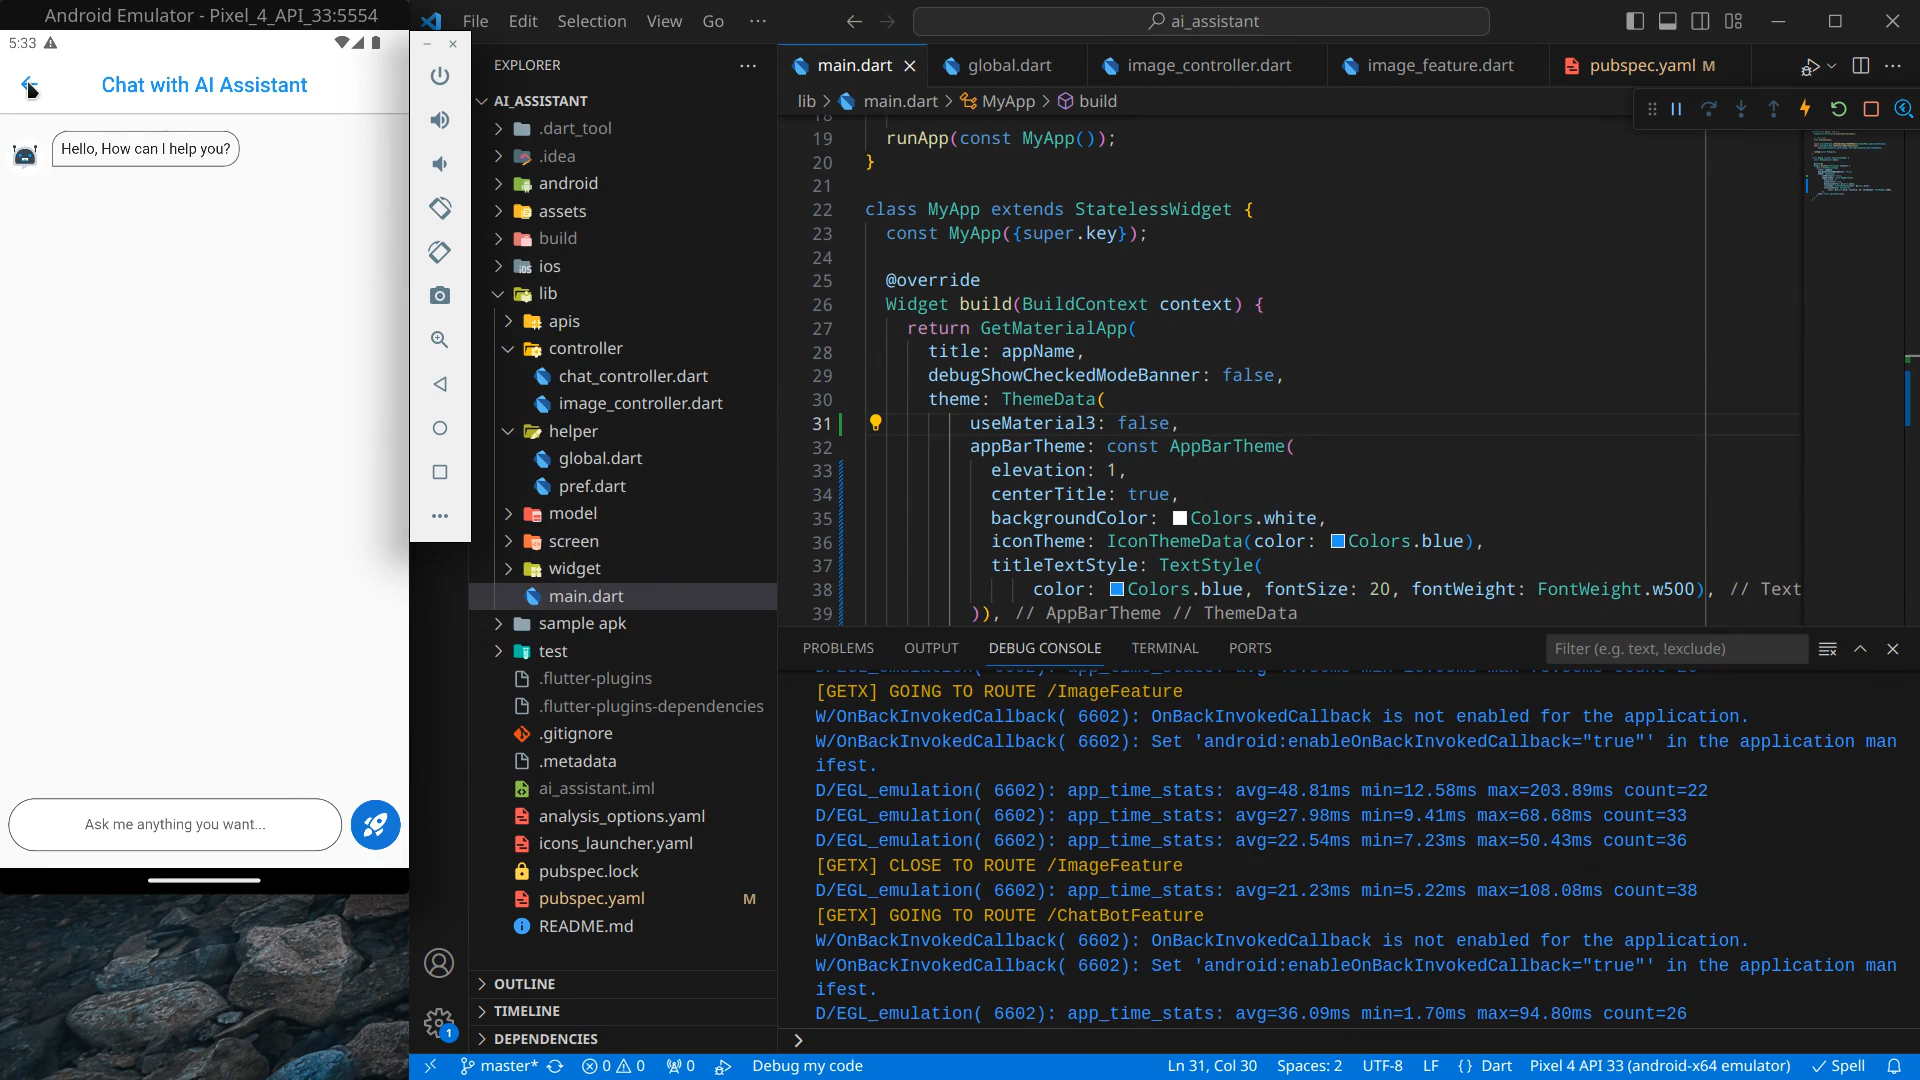 Android Emulator - Pixel_4_API_33:5554
5:33
Chat with AI Assistant
Hello, How can I help you?
Ask me anything you want...
File Edit Selection View Go ...
ai_assistant
EXPLORER
AI_ASSISTANT
.dart_tool
.idea
android
assets
build
ios
lib
apis
controller
chat_controller.dart
image_controller.dart
helper
global.dart
pref.dart
model
screen
widget
main.dart
sample apk
test
.flutter-plugins
.flutter-plugins-dependencies
.gitignore
.metadata
ai_assistant.iml
analysis_options.yaml
icons_launcher.yaml
pubspec.lock
pubspec.yaml M
README.md
OUTLINE
TIMELINE
DEPENDENCIES
1
main.dart global.dart image_controller.dart image_feature.dart pubspec.yaml M
lib > main.dart > MyApp > build
18
19 runApp(const MyApp());
20 }
21
22 class MyApp extends StatelessWidget {
23 const MyApp({super.key});
24
25 @override
26 Widget build(BuildContext context) {
27 return GetMaterialApp(
28 title: appName,
29 debugShowCheckedModeBanner: false,
30 theme: ThemeData(
31 useMaterial3: false,
32 appBarTheme: const AppBarTheme(
33 elevation: 1,
34 centerTitle: true,
35 backgroundColor: Colors.white,
36 iconTheme: IconThemeData(color: Colors.blue),
37 titleTextStyle: TextStyle(
38 color: Colors.blue, fontSize: 20, fontWeight: FontWeight.w500), // Text
39 )), // AppBarTheme // ThemeData
PROBLEMS OUTPUT DEBUG CONSOLE TERMINAL PORTS
Filter (e.g. text, !exclude)
[GETX] GOING TO ROUTE /ImageFeature
W/OnBackInvokedCallback( 6602): OnBackInvokedCallback is not enabled for the application.
W/OnBackInvokedCallback( 6602): Set 'android:enableOnBackInvokedCallback="true"' in the application man
ifest.
D/EGL_emulation( 6602): app_time_stats: avg=48.81ms min=12.58ms max=203.89ms count=22
D/EGL_emulation( 6602): app_time_stats: avg=27.98ms min=9.41ms max=68.68ms count=33
D/EGL_emulation( 6602): app_time_stats: avg=22.54ms min=7.23ms max=50.43ms count=36
[GETX] CLOSE TO ROUTE /ImageFeature
D/EGL_emulation( 6602): app_time_stats: avg=21.23ms min=5.22ms max=108.08ms count=38
[GETX] GOING TO ROUTE /ChatBotFeature
W/OnBackInvokedCallback( 6602): OnBackInvokedCallback is not enabled for the application.
W/OnBackInvokedCallback( 6602): Set 'android:enableOnBackInvokedCallback="true"' in the application man
ifest.
D/EGL_emulation( 6602): app_time_stats: avg=36.09ms min=1.70ms max=94.80ms count=26
master* 0 0 0 Debug my code Ln 31, Col 30 Spaces: 2 UTF-8 LF {} Dart Pixel 4 API 33 (android-x64 emulator) Spell